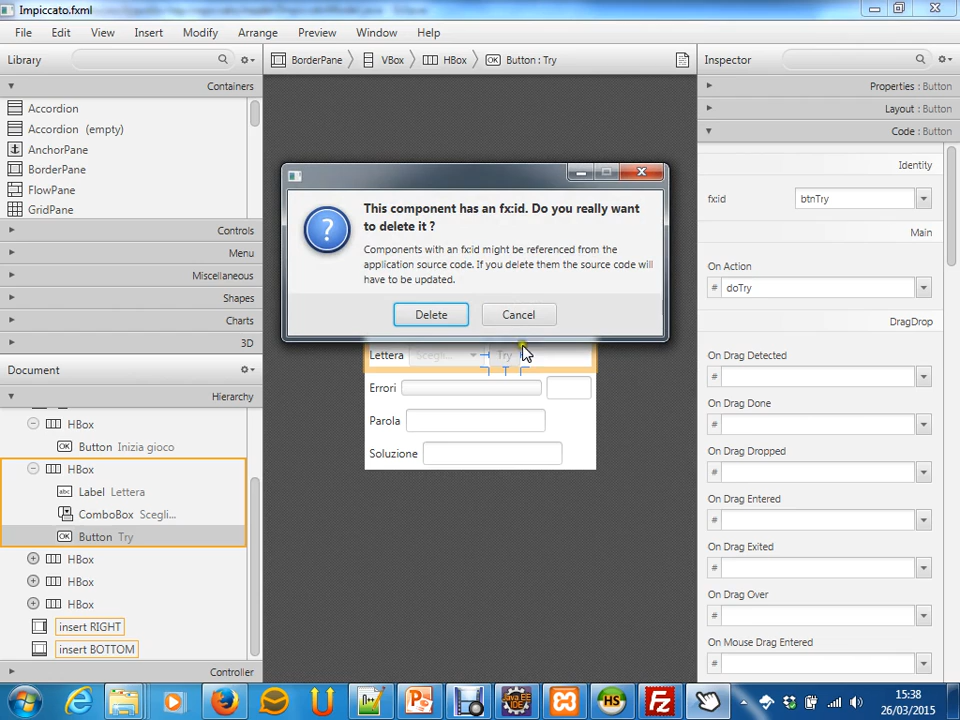 Impiccato.fxml
File Edit View Insert Modify Arrange Preview Window Help
Library
BorderPane VBox HBox OK Button : Try
Inspector
Containers
Accordion
Accordion (empty)
AnchorPane
BorderPane
FlowPane
GridPane
Controls
Menu
Miscellaneous
Shapes
Charts
3D
Document
Hierarchy
HBox
OK Button Inizia gioco
HBox
abc Label Lettera
ComboBox Scegli...
OK Button Try
HBox
HBox
HBox
insert RIGHT
insert BOTTOM
Controller
This component has an fx:id. Do you really want
to delete it ?
Components with an fx:id might be referenced from the
application source code. If you delete them the source code will
have to be updated.
Delete Cancel
Lettera Scegli... Try
Errori
Parola
Soluzione
Properties : Button
Layout : Button
Code : Button
Identity
fx:id btnTry
Main
On Action
# doTry
DragDrop
On Drag Detected
#
On Drag Done
#
On Drag Dropped
#
On Drag Entered
#
On Drag Exited
#
On Drag Over
#
On Mouse Drag Entered
#
15:38
26/03/2015